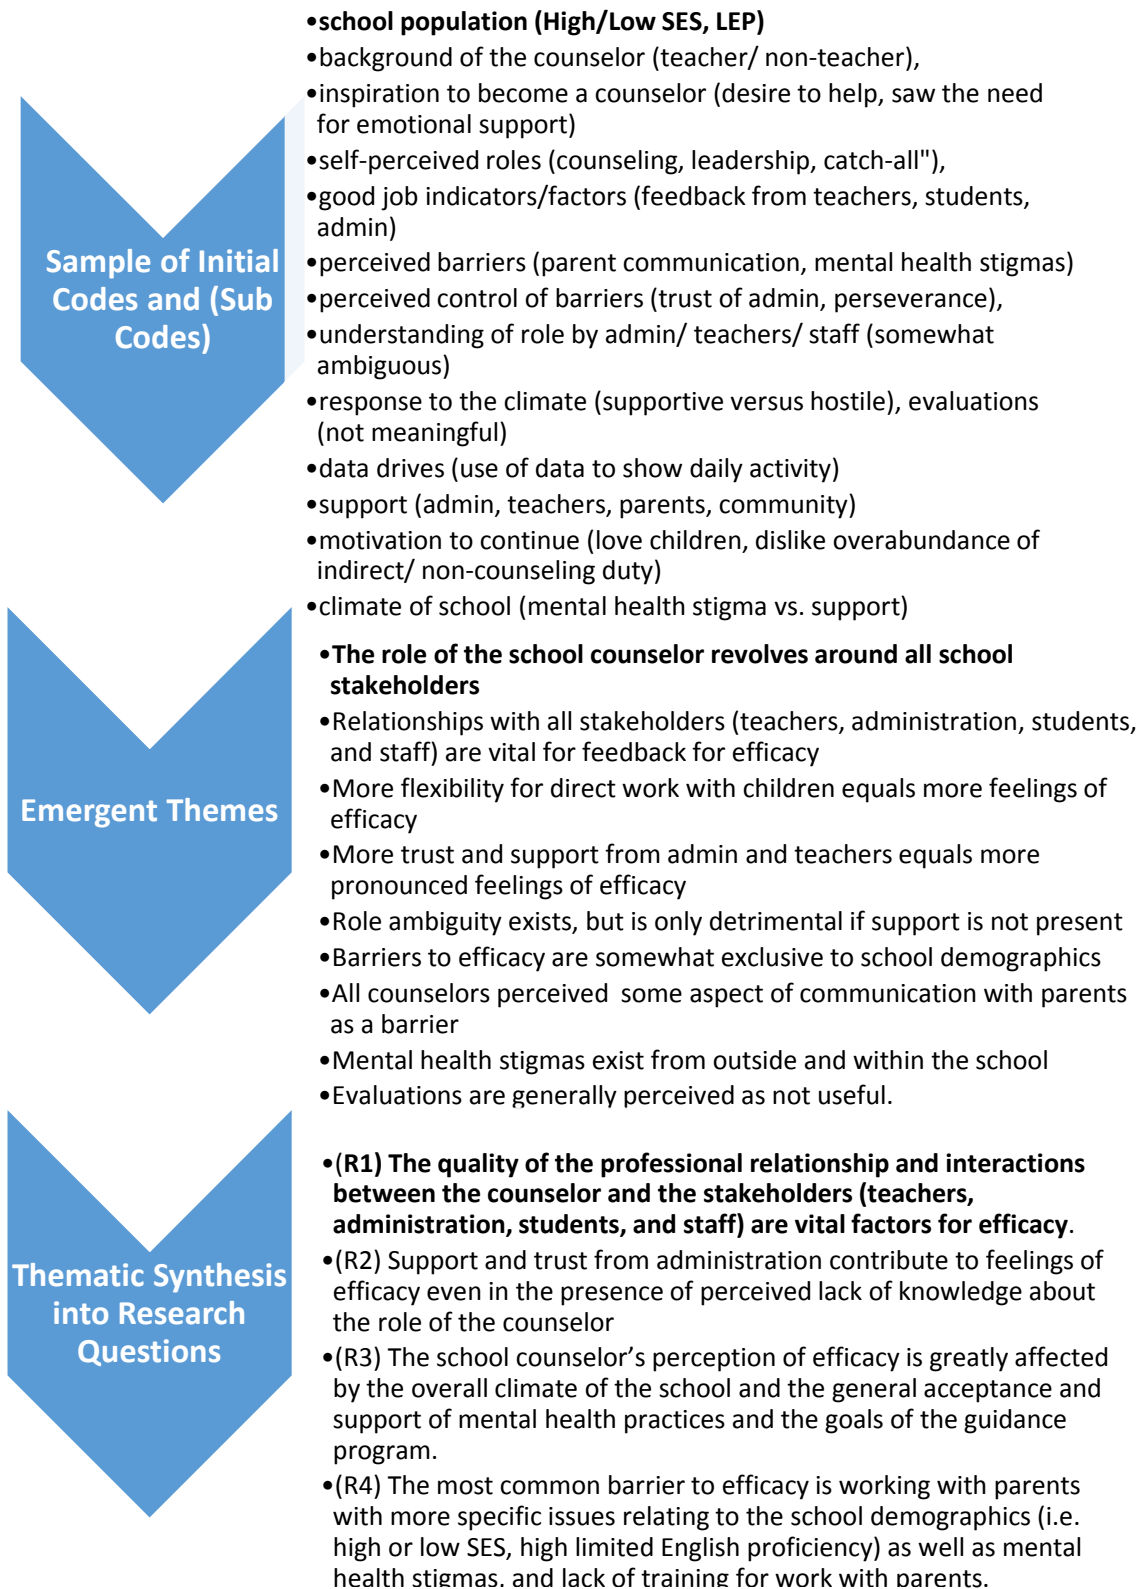 •school population (High/Low SES, LEP)
•background of the counselor (teacher/ non-teacher),
•inspiration to become a counselor (desire to help, saw the need
for emotional support)
•self-perceived roles (counseling, leadership, catch-all"),
•good job indicators/factors (feedback from teachers, students,
admin)
•perceived barriers (parent communication, mental health stigmas)
•perceived control of barriers (trust of admin, perseverance),
•understanding of role by admin/ teachers/ staff (somewhat
ambiguous)
•response to the climate (supportive versus hostile), evaluations
(not meaningful)
•data drives (use of data to show daily activity)
•support (admin, teachers, parents, community)
•motivation to continue (love children, dislike overabundance of
indirect/ non-counseling duty)
•climate of school (mental health stigma vs. support)
Sample of Initial
Codes and (Sub
Codes)
•The role of the school counselor revolves around all school
stakeholders
•Relationships with all stakeholders (teachers, administration, students,
and staff) are vital for feedback for efficacy
•More flexibility for direct work with children equals more feelings of
efficacy
•More trust and support from admin and teachers equals more
pronounced feelings of efficacy
•Role ambiguity exists, but is only detrimental if support is not present
•Barriers to efficacy are somewhat exclusive to school demographics
•All counselors perceived  some aspect of communication with parents
as a barrier
•Mental health stigmas exist from outside and within the school
•Evaluations are generally perceived as not useful.
Emergent Themes
•(R1) The quality of the professional relationship and interactions
between the counselor and the stakeholders (teachers,
administration, students, and staff) are vital factors for efficacy.
•(R2) Support and trust from administration contribute to feelings of
efficacy even in the presence of perceived lack of knowledge about
the role of the counselor
•(R3) The school counselor’s perception of efficacy is greatly affected
by the overall climate of the school and the general acceptance and
support of mental health practices and the goals of the guidance
program.
•(R4) The most common barrier to efficacy is working with parents
with more specific issues relating to the school demographics (i.e.
high or low SES, high limited English proficiency) as well as mental
health stigmas, and lack of training for work with parents.
Thematic Synthesis
into Research
Questions